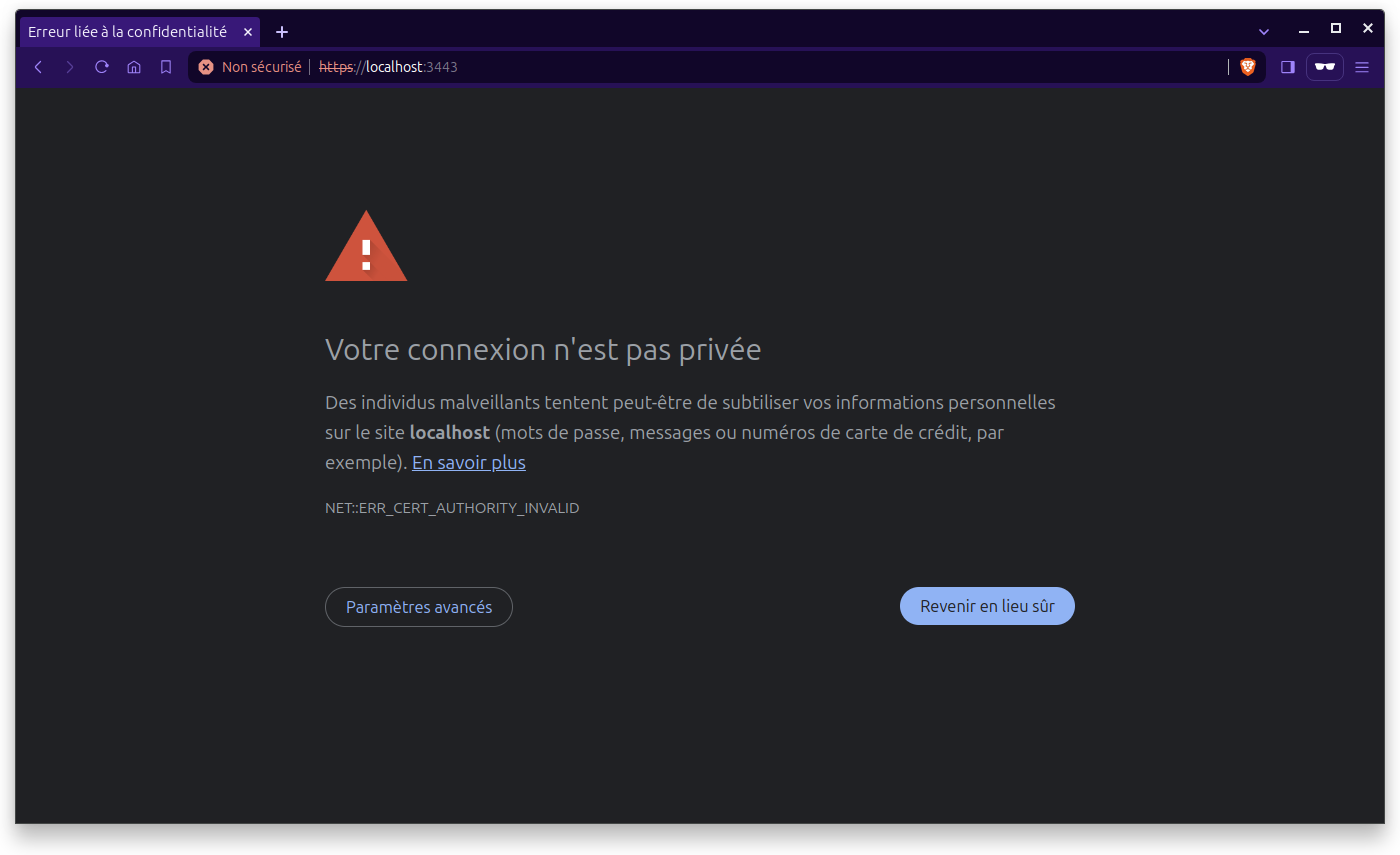 Erreur liée à la confidentialité
Non sécurisé https://localhost:3443
Votre connexion n'est pas privée
Des individus malveillants tentent peut-être de subtiliser vos informations personnelles
sur le site localhost (mots de passe, messages ou numéros de carte de crédit, par
exemple). En savoir plus
NET::ERR_CERT_AUTHORITY_INVALID
Paramètres avancés
Revenir en lieu sûr